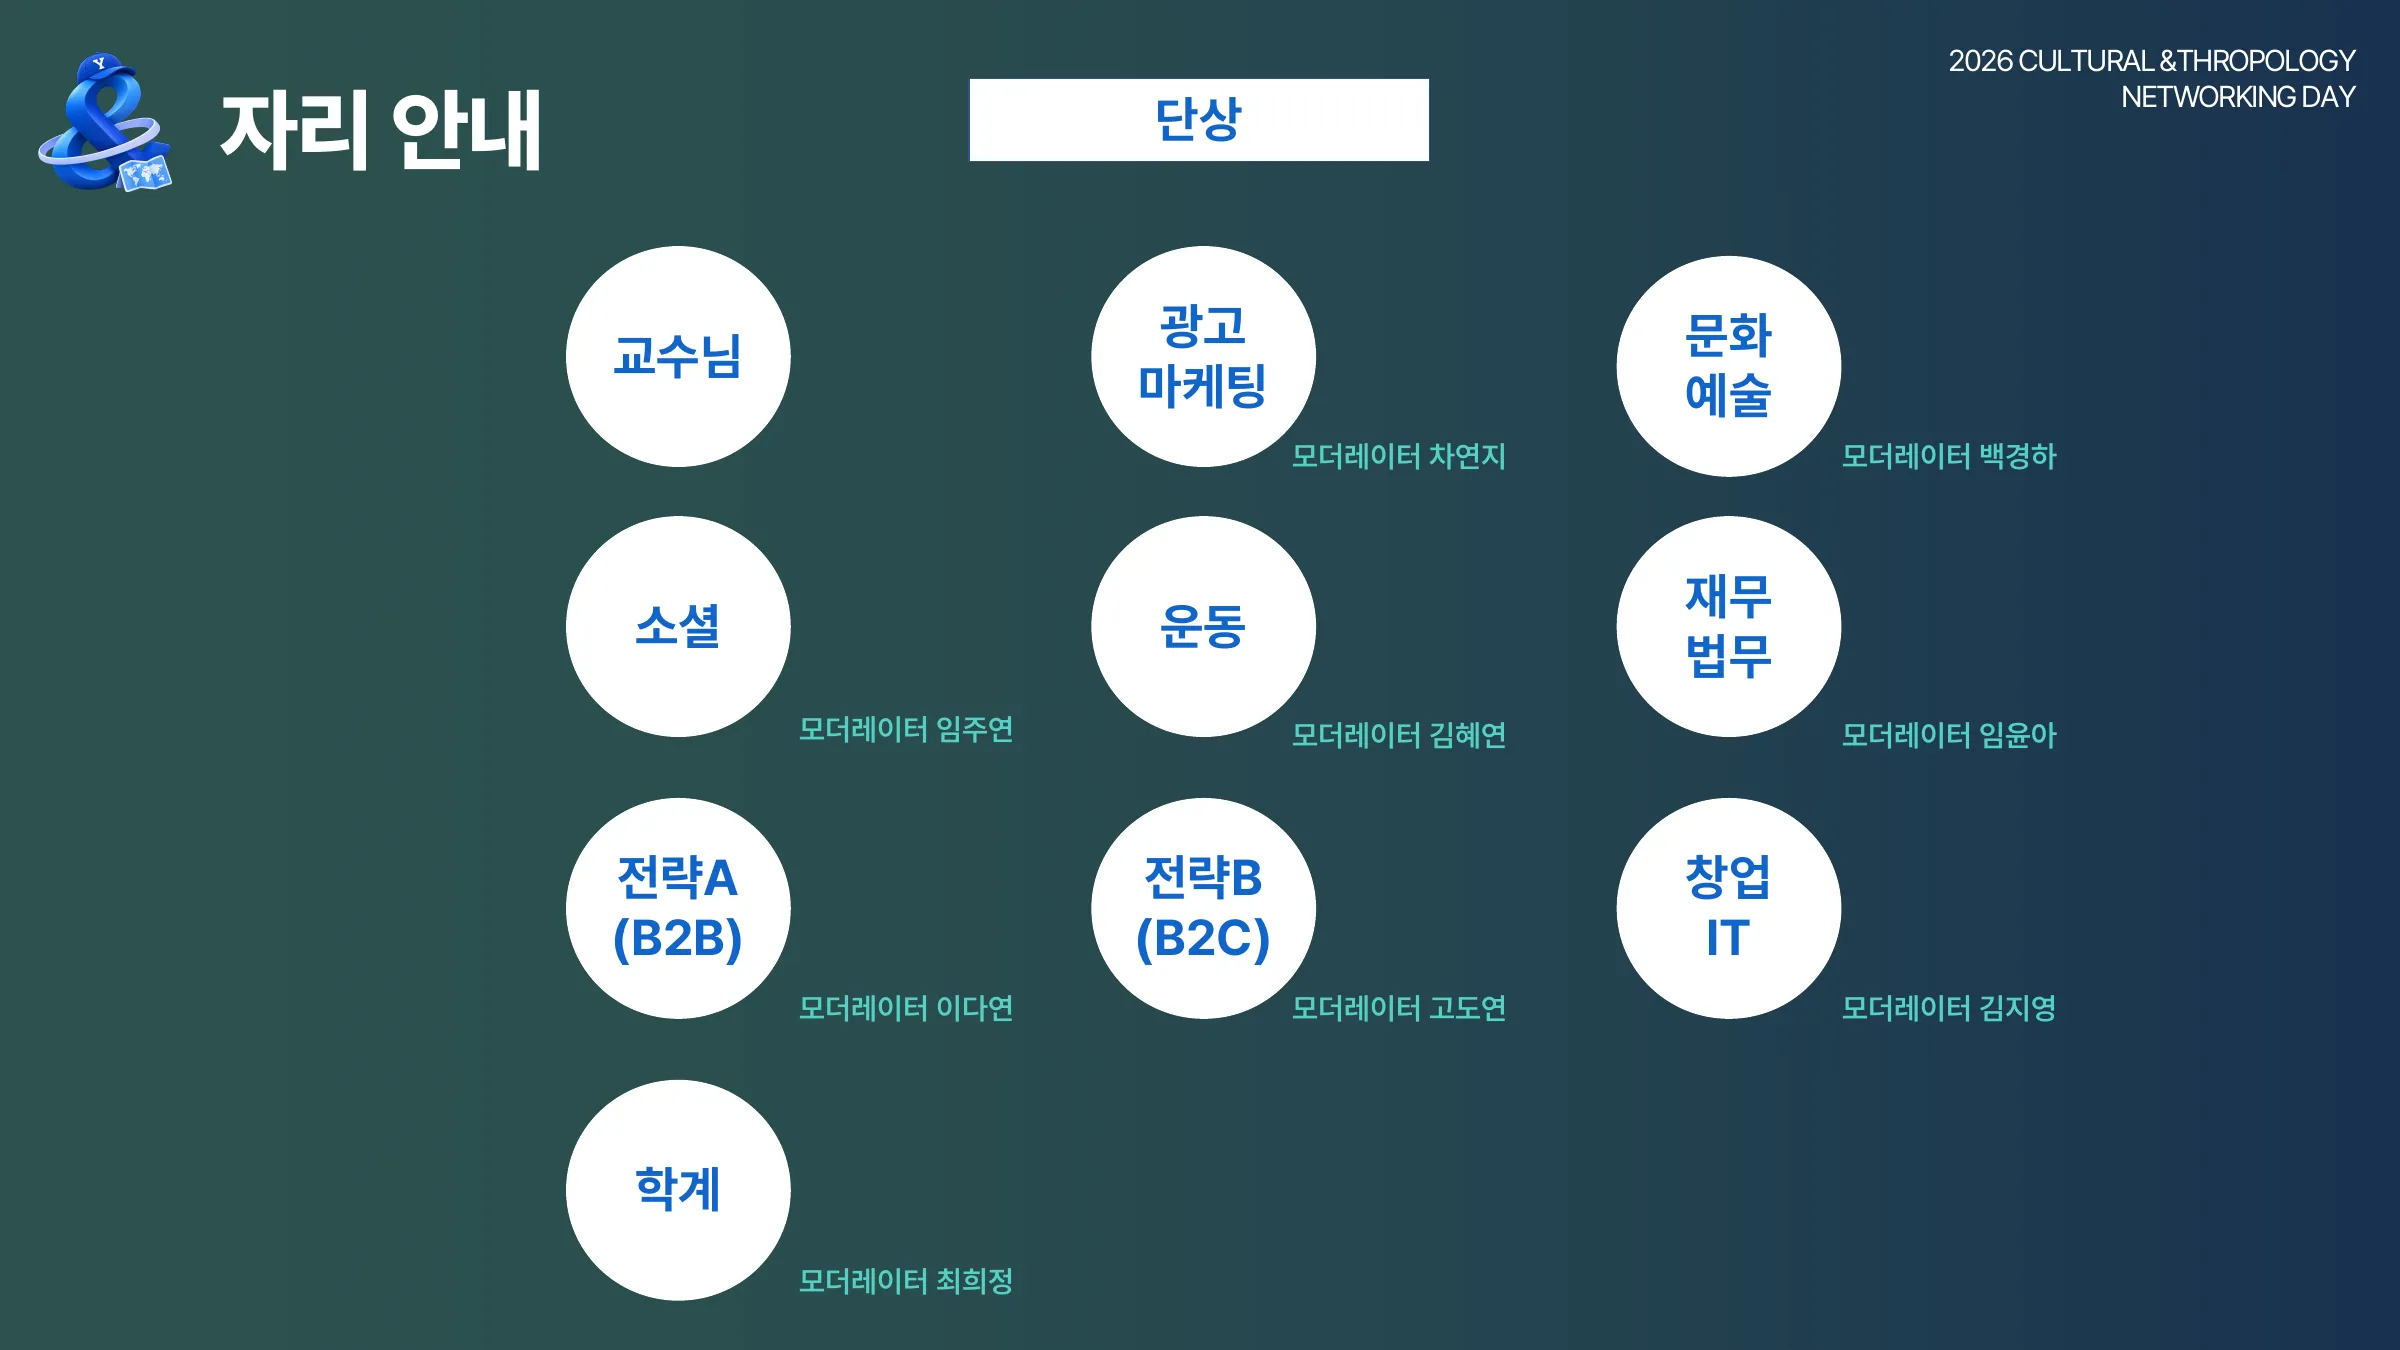 Y
자리 안내
단상
2026 CULTURAL &THROPOLOGY
NETWORKING DAY
교수님
광고
마케팅
모더레이터 차연지
문화
예술
모더레이터 백경하
소셜
모더레이터 임주연
운동
모더레이터 김혜연
재무
법무
모더레이터 임윤아
전략A
(B2B)
모더레이터 이다연
전략B
(B2C)
모더레이터 고도연
창업
IT
모더레이터 김지영
학계
모더레이터 최희정